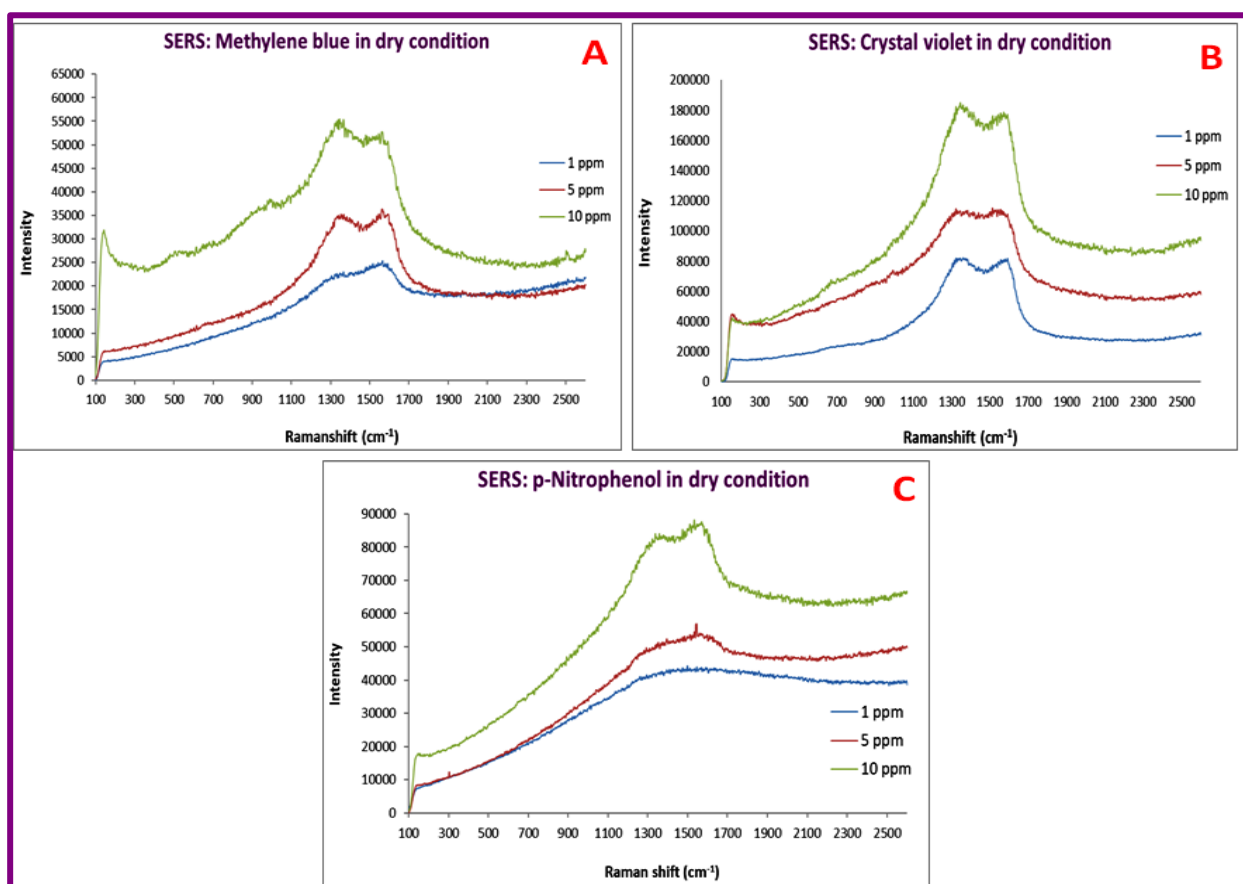 SERS: Methylene blue in dry condition
A
65000
60000
55000
50000
45000
40000
35000
30000
25000
20000
15000
10000
5000
0
Intensity
1 ppm
5 ppm
10 ppm
100 300 500 700 900 1100 1300 1500 1700 1900 2100 2300 2500
Ramanshift (cm⁻¹)
SERS: Crystal violet in dry condition
B
200000
180000
160000
140000
120000
100000
80000
60000
40000
20000
0
Intensity
1 ppm
5 ppm
10 ppm
100 300 500 700 900 1100 1300 1500 1700 1900 2100 2300 2500
Ramanshift (cm⁻¹)
SERS: p-Nitrophenol in dry condition
C
90000
80000
70000
60000
50000
40000
30000
20000
10000
0
Intensity
1 ppm
5 ppm
10 ppm
100 300 500 700 900 1100 1300 1500 1700 1900 2100 2300 2500
Raman shift (cm⁻¹)